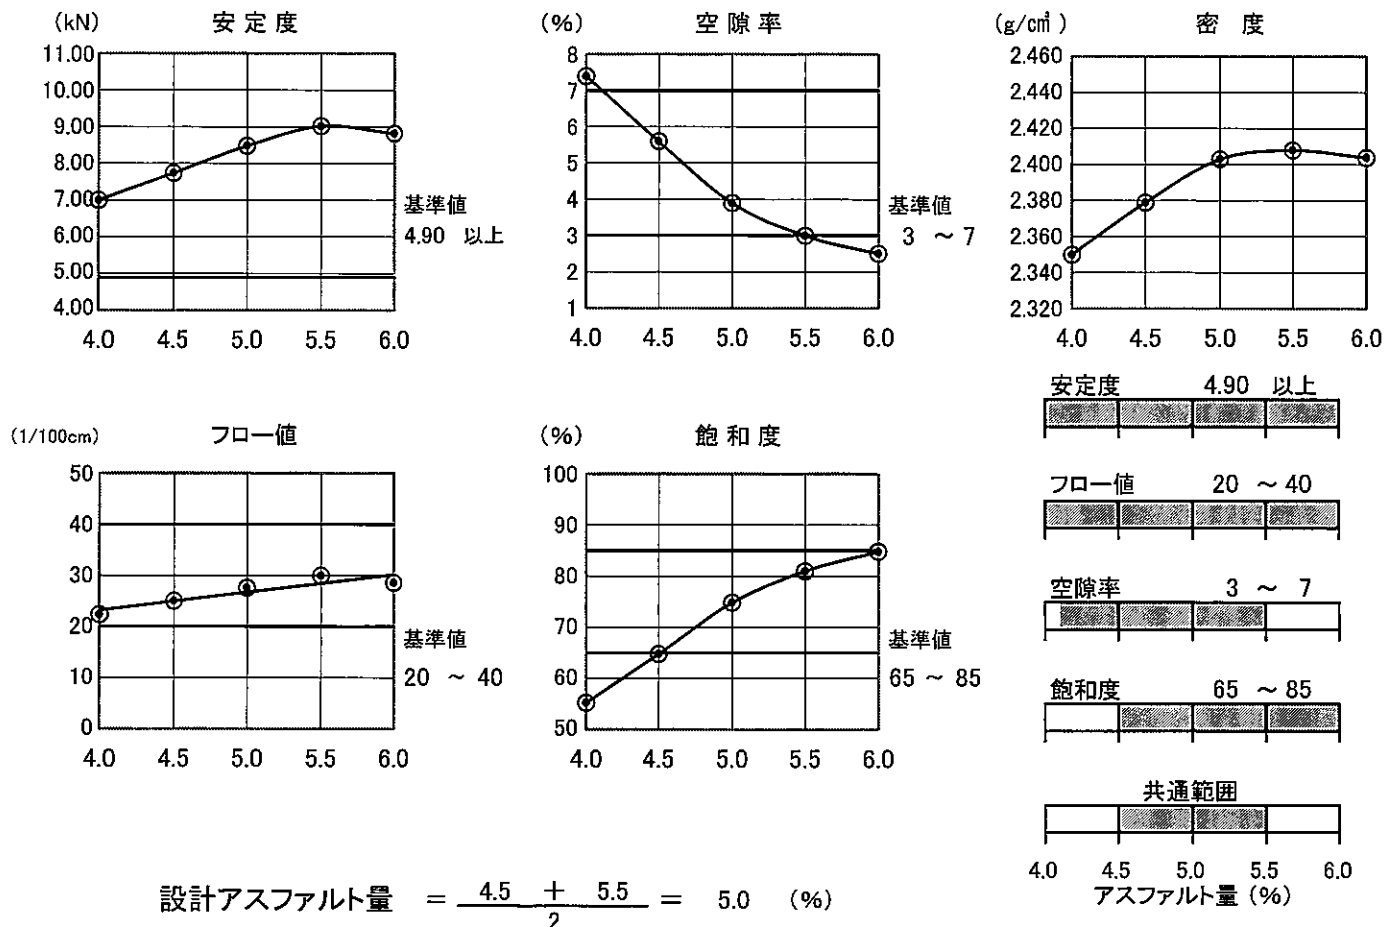 (kN) 安定度
11.00
10.00
9.00
8.00
7.00
6.00
5.00
4.00
4.0 4.5 5.0 5.5 6.0
基準値
4.90 以上
(%) 空隙率
8
7
6
5
4
3
2
1
4.0 4.5 5.0 5.5 6.0
基準値
3 ～ 7
(g/cm³) 密度
2.460
2.440
2.420
2.400
2.380
2.360
2.340
2.320
4.0 4.5 5.0 5.5 6.0
(1/100cm) フロー値
50
40
30
20
10
0
4.0 4.5 5.0 5.5 6.0
基準値
20 ～ 40
(%) 飽和度
100
90
80
70
60
50
4.0 4.5 5.0 5.5 6.0
基準値
65 ～ 85
安定度 4.90 以上
フロー値 20 ～ 40
空隙率 3 ～ 7
飽和度 65 ～ 85
共通範囲
4.0 4.5 5.0 5.5 6.0
アスファルト量 (%)
設計アスファルト量 = 4.5 + 5.5 / 2 = 5.0 (%)